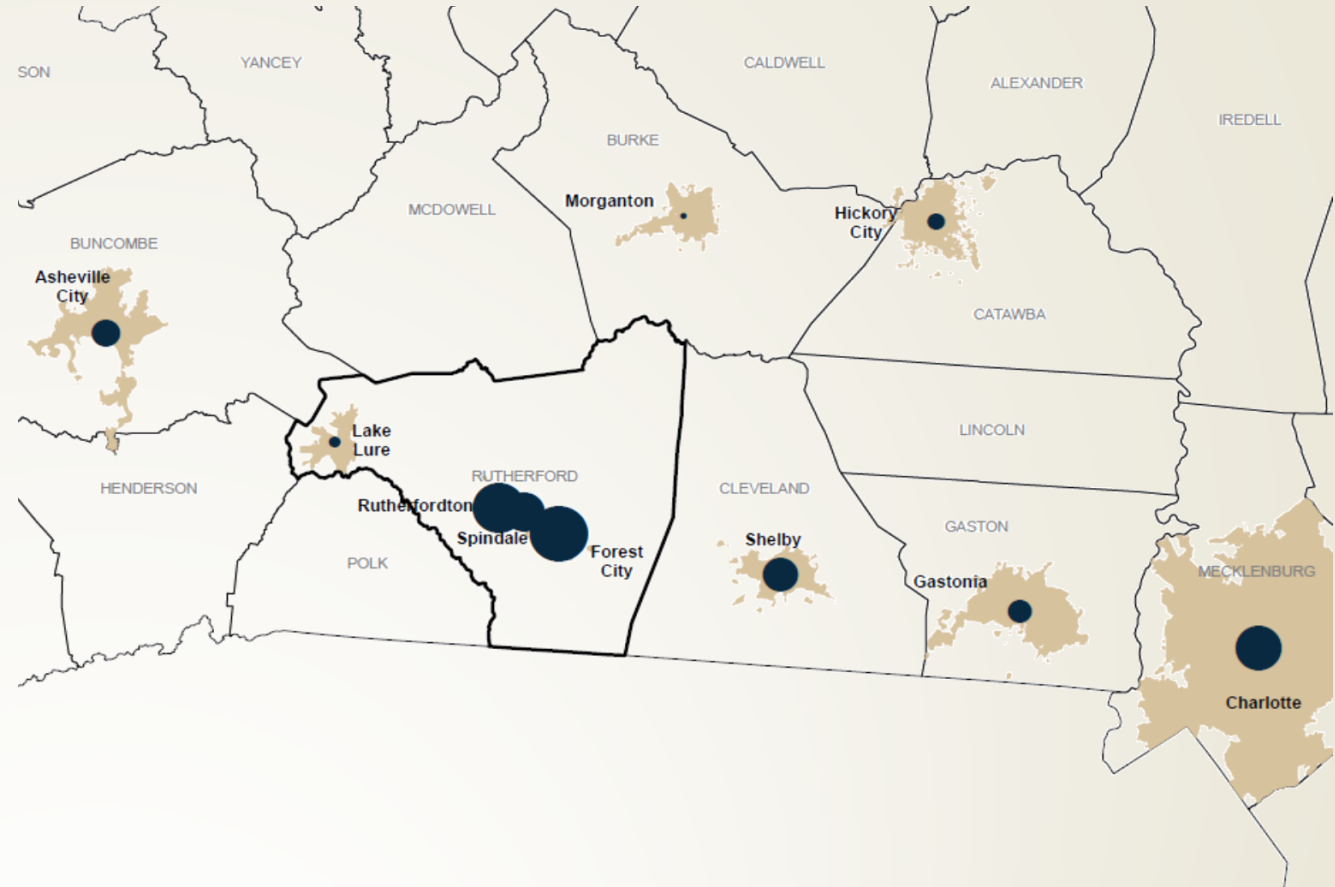 YANCEY
CALDWELL
SON
ALEXANDER
IREDELL
BURKE
Morganton
MCDOWELL
Hickory
City
BUNCOMBE
Asheville
City
CATAWBA
Lake
Lure
LINCOLN
RUTHERFORD
HENDERSON
CLEVELAND
Rutherfordton
GASTON
Spindale
Shelby
Forest
City
POLK
MECKLENBURG
Gastonia
Charlotte